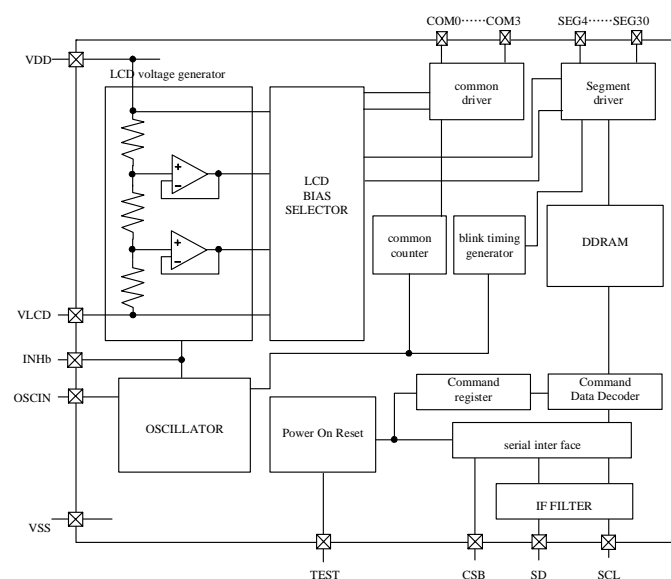 COM0……COM3
SEG4……SEG30
VDD
LCD voltage generator
common
driver
Segment
driver
LCD
BIAS
SELECTOR
common
counter
blink timing
generator
DDRAM
VLCD
INHb
OSCIN
OSCILLATOR
Command
register
Command
Data Decoder
Power On Reset
serial inter face
IF FILTER
VSS
TEST
CSB
SD
SCL